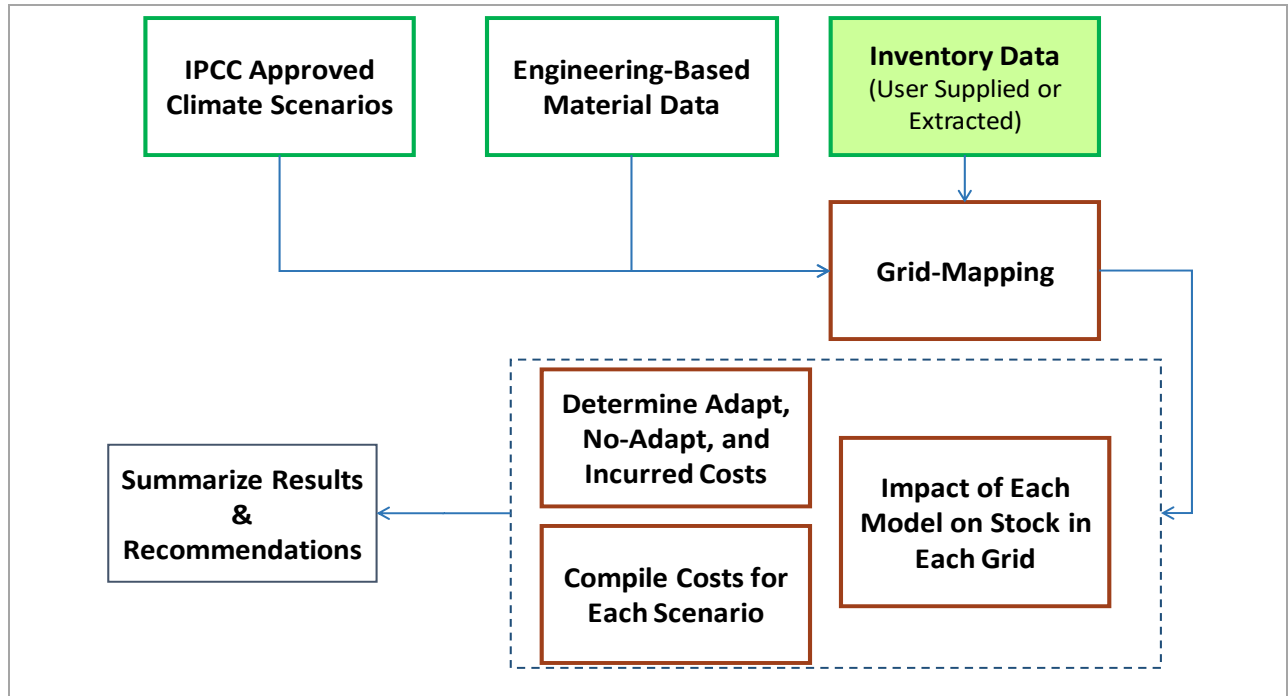 IPCC Approved
Climate Scenarios
Engineering-Based
Material Data
Inventory Data
(User Supplied or
Extracted)
Grid-Mapping
Determine Adapt,
No-Adapt, and
Incurred Costs
Impact of Each
Model on Stock in
Each Grid
Compile Costs for
Each Scenario
Summarize Results
&
Recommendations